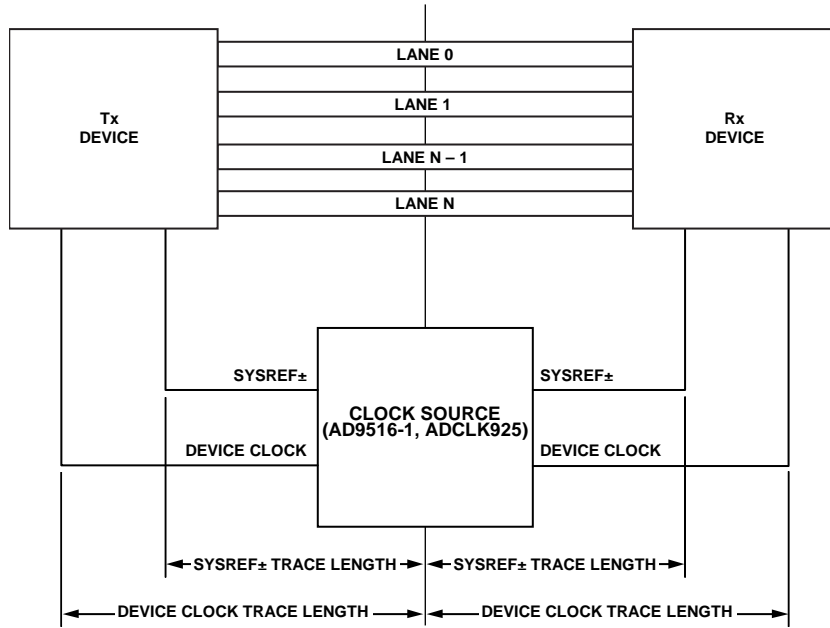 LANE 0
LANE 1
Tx
DEVICE
Rx
DEVICE
LANE N – 1
LANE N
SYSREF±
SYSREF±
CLOCK SOURCE
(AD9516-1, ADCLK925)
DEVICE CLOCK
DEVICE CLOCK
SYSREF± TRACE LENGTH
SYSREF± TRACE LENGTH
DEVICE CLOCK TRACE LENGTH
DEVICE CLOCK TRACE LENGTH